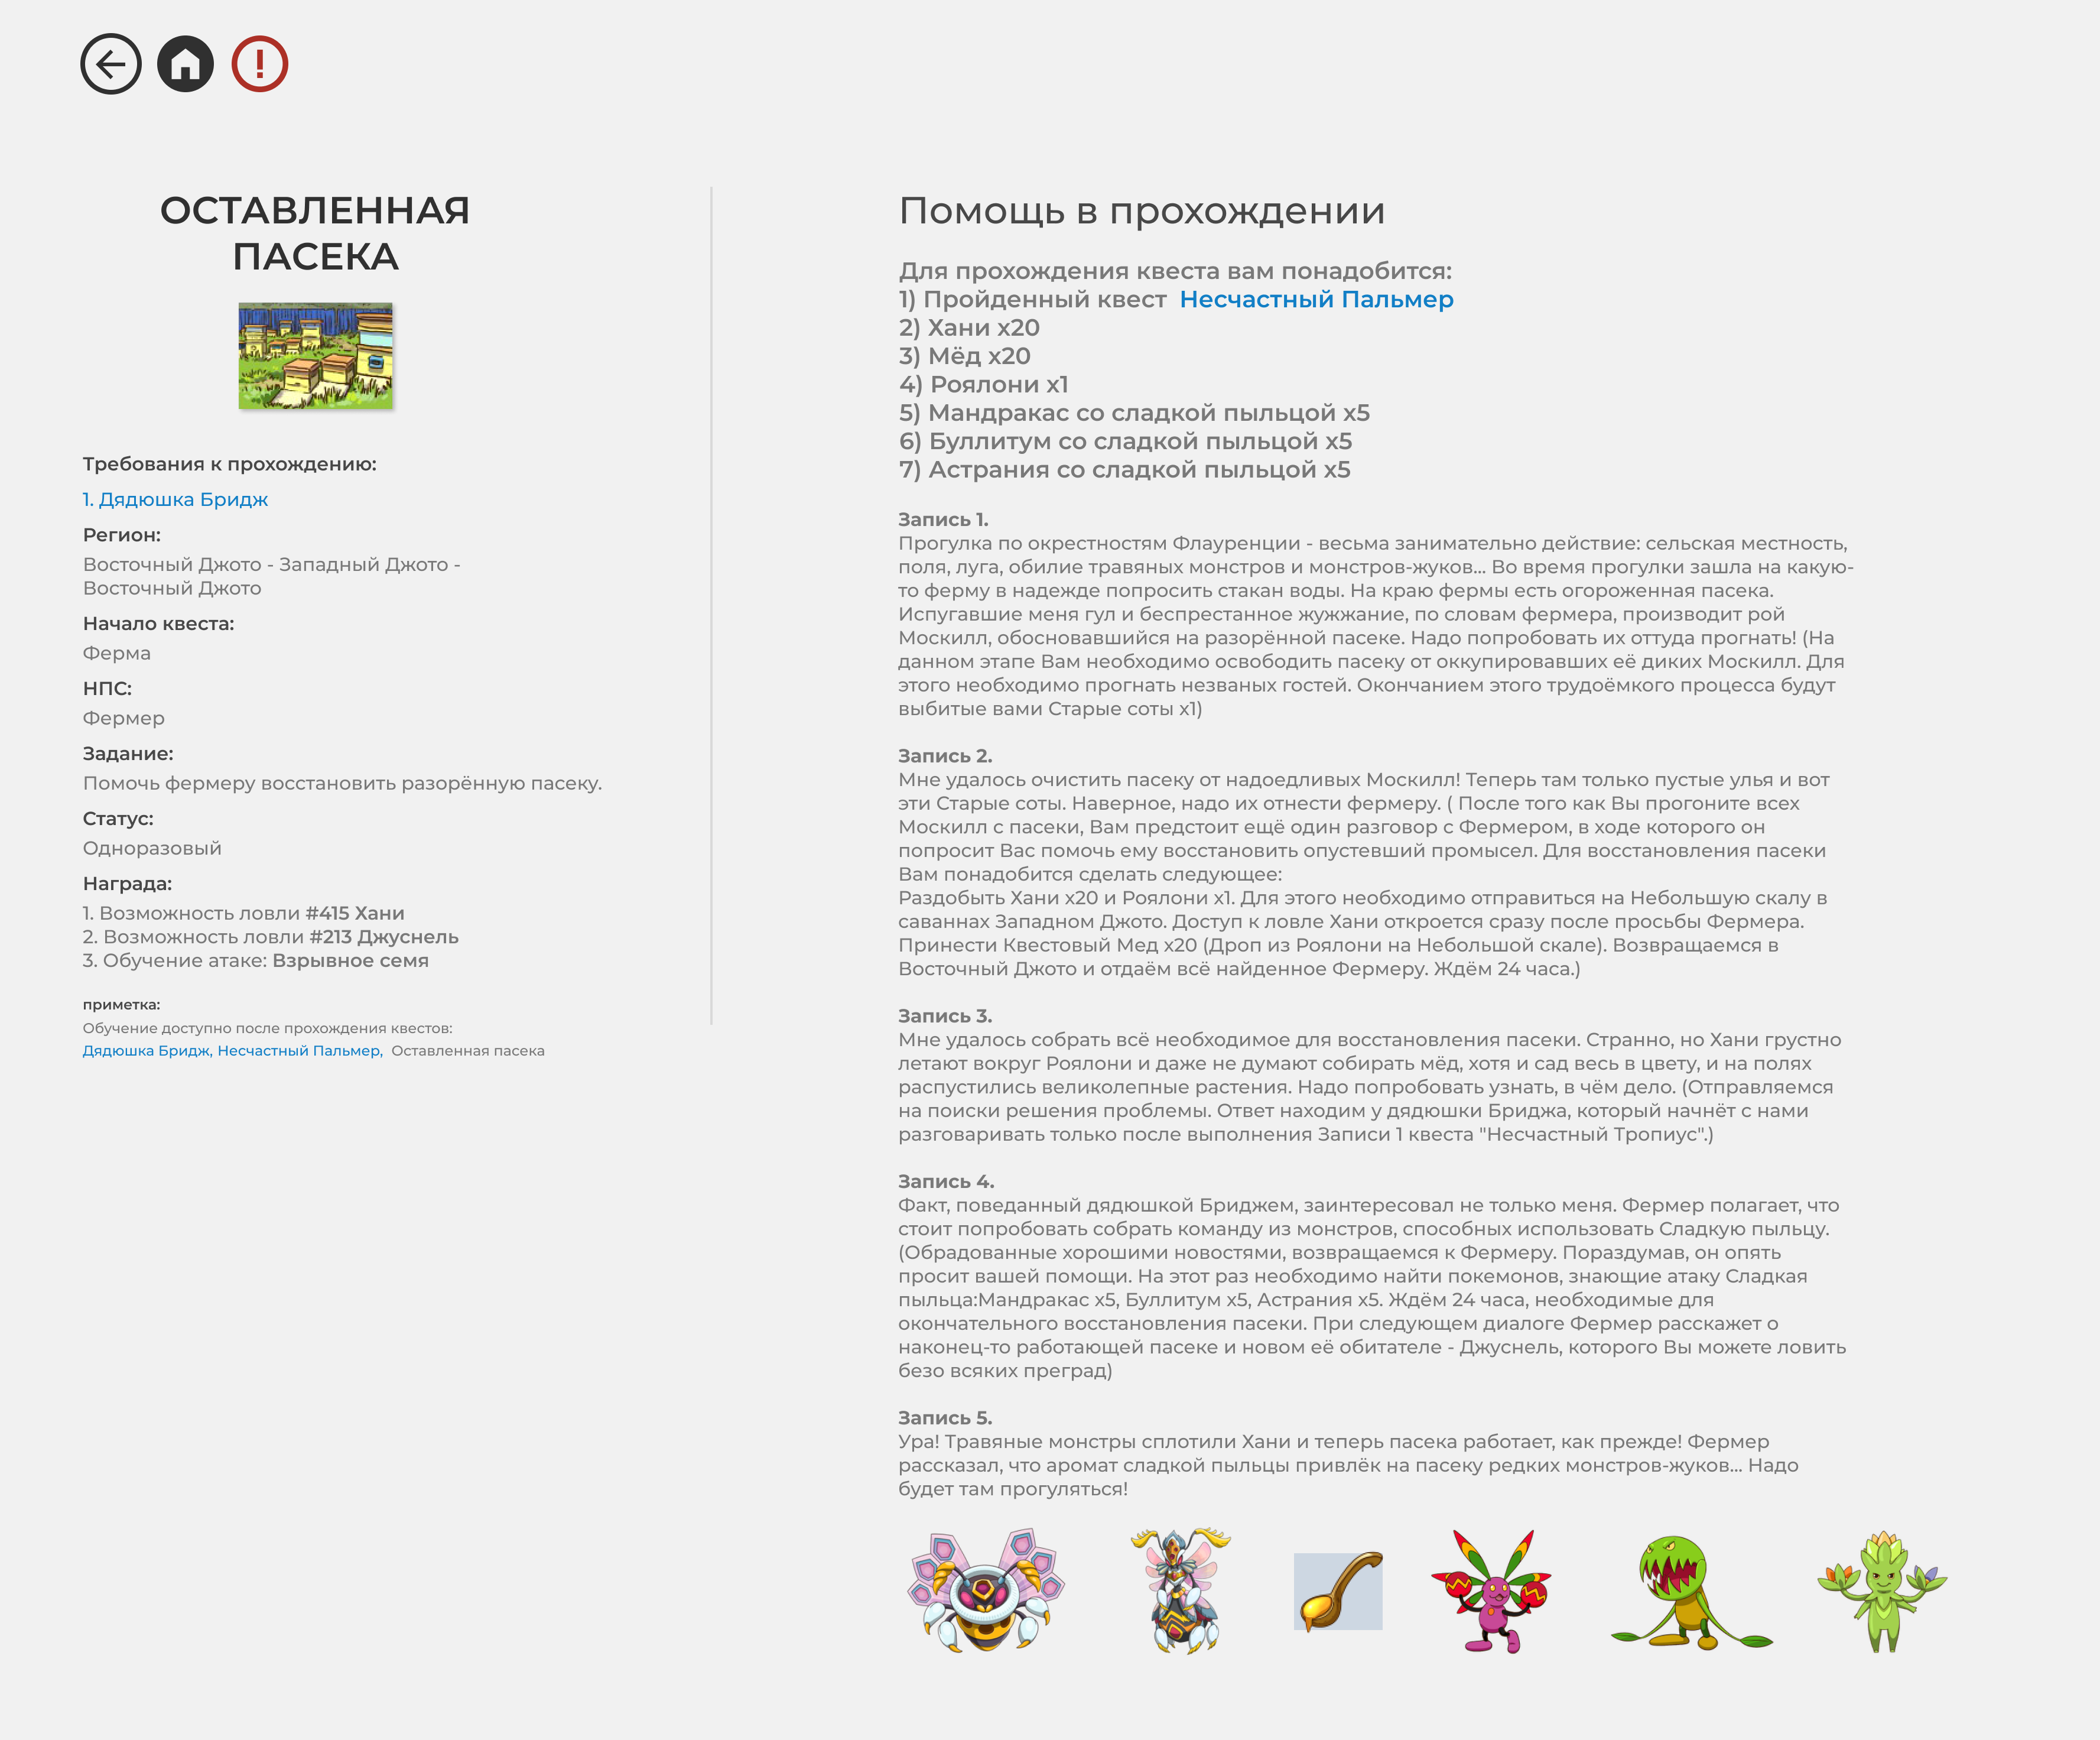 ОСТАВЛЕННАЯ
ПАСЕКА
Требования к прохождению:
1. Дядюшка Бридж
Регион:
Восточный Джото - Западный Джото -
Восточный Джото
Начало квеста:
Ферма
НПС:
Фермер
Задание:
Помочь фермеру восстановить разорённую пасеку.
Статус:
Одноразовый
Награда:
1. Возможность ловли #415 Хани
2. Возможность ловли #213 Джуснель
3. Обучение атаке: Взрывное семя
приметка:
Обучение доступно после прохождения квестов:
Дядюшка Бридж, Несчастный Пальмер, Оставленная пасека
Помощь в прохождении
Для прохождения квеста вам понадобится:
1) Пройденный квест Несчастный Пальмер
2) Хани х20
3) Мёд х20
4) Роялони х1
5) Мандракас со сладкой пыльцой х5
6) Буллитум со сладкой пыльцой х5
7) Астрания со сладкой пыльцой х5
Запись 1.
Прогулка по окрестностям Флауренции - весьма занимательно действие: сельская местность,
поля, луга, обилие травяных монстров и монстров-жуков... Во время прогулки зашла на какую-
то ферму в надежде попросить стакан воды. На краю фермы есть огороженная пасека.
Испугавшие меня гул и беспрестанное жужжание, по словам фермера, производит рой
Москилл, обосновавшийся на разорённой пасеке. Надо попробовать их оттуда прогнать! (На
данном этапе Вам необходимо освободить пасеку от оккупировавших её диких Москилл. Для
этого необходимо прогнать незваных гостей. Окончанием этого трудоёмкого процесса будут
выбитые вами Старые соты х1)
Запись 2.
Мне удалось очистить пасеку от надоедливых Москилл! Теперь там только пустые улья и вот
эти Старые соты. Наверное, надо их отнести фермеру. ( После того как Вы прогоните всех
Москилл с пасеки, Вам предстоит ещё один разговор с Фермером, в ходе которого он
попросит Вас помочь ему восстановить опустевший промысел. Для восстановления пасеки
Вам понадобится сделать следующее:
Раздобыть Хани х20 и Роялони х1. Для этого необходимо отправиться на Небольшую скалу в
саваннах Западном Джото. Доступ к ловле Хани откроется сразу после просьбы Фермера.
Принести Квестовый Мед х20 (Дроп из Роялони на Небольшой скале). Возвращаемся в
Восточный Джото и отдаём всё найденное Фермеру. Ждём 24 часа.)
Запись 3.
Мне удалось собрать всё необходимое для восстановления пасеки. Странно, но Хани грустно
летают вокруг Роялони и даже не думают собирать мёд, хотя и сад весь в цвету, и на полях
распустились великолепные растения. Надо попробовать узнать, в чём дело. (Отправляемся
на поиски решения проблемы. Ответ находим у дядюшки Бриджа, который начнёт с нами
разговаривать только после выполнения Записи 1 квеста "Несчастный Тропиус".)
Запись 4.
Факт, поведанный дядюшкой Бриджем, заинтересовал не только меня. Фермер полагает, что
стоит попробовать собрать команду из монстров, способных использовать Сладкую пыльцу.
(Обрадованные хорошими новостями, возвращаемся к Фермеру. Пораздумав, он опять
просит вашей помощи. На этот раз необходимо найти покемонов, знающие атаку Сладкая
пыльца:Мандракас х5, Буллитум х5, Астрания х5. Ждём 24 часа, необходимые для
окончательного восстановления пасеки. При следующем диалоге Фермер расскажет о
наконец-то работающей пасеке и новом её обитателе - Джуснель, которого Вы можете ловить
безо всяких преград)
Запись 5.
Ура! Травяные монстры сплотили Хани и теперь пасека работает, как прежде! Фермер
рассказал, что аромат сладкой пыльцы привлёк на пасеку редких монстров-жуков... Надо
будет там прогуляться!